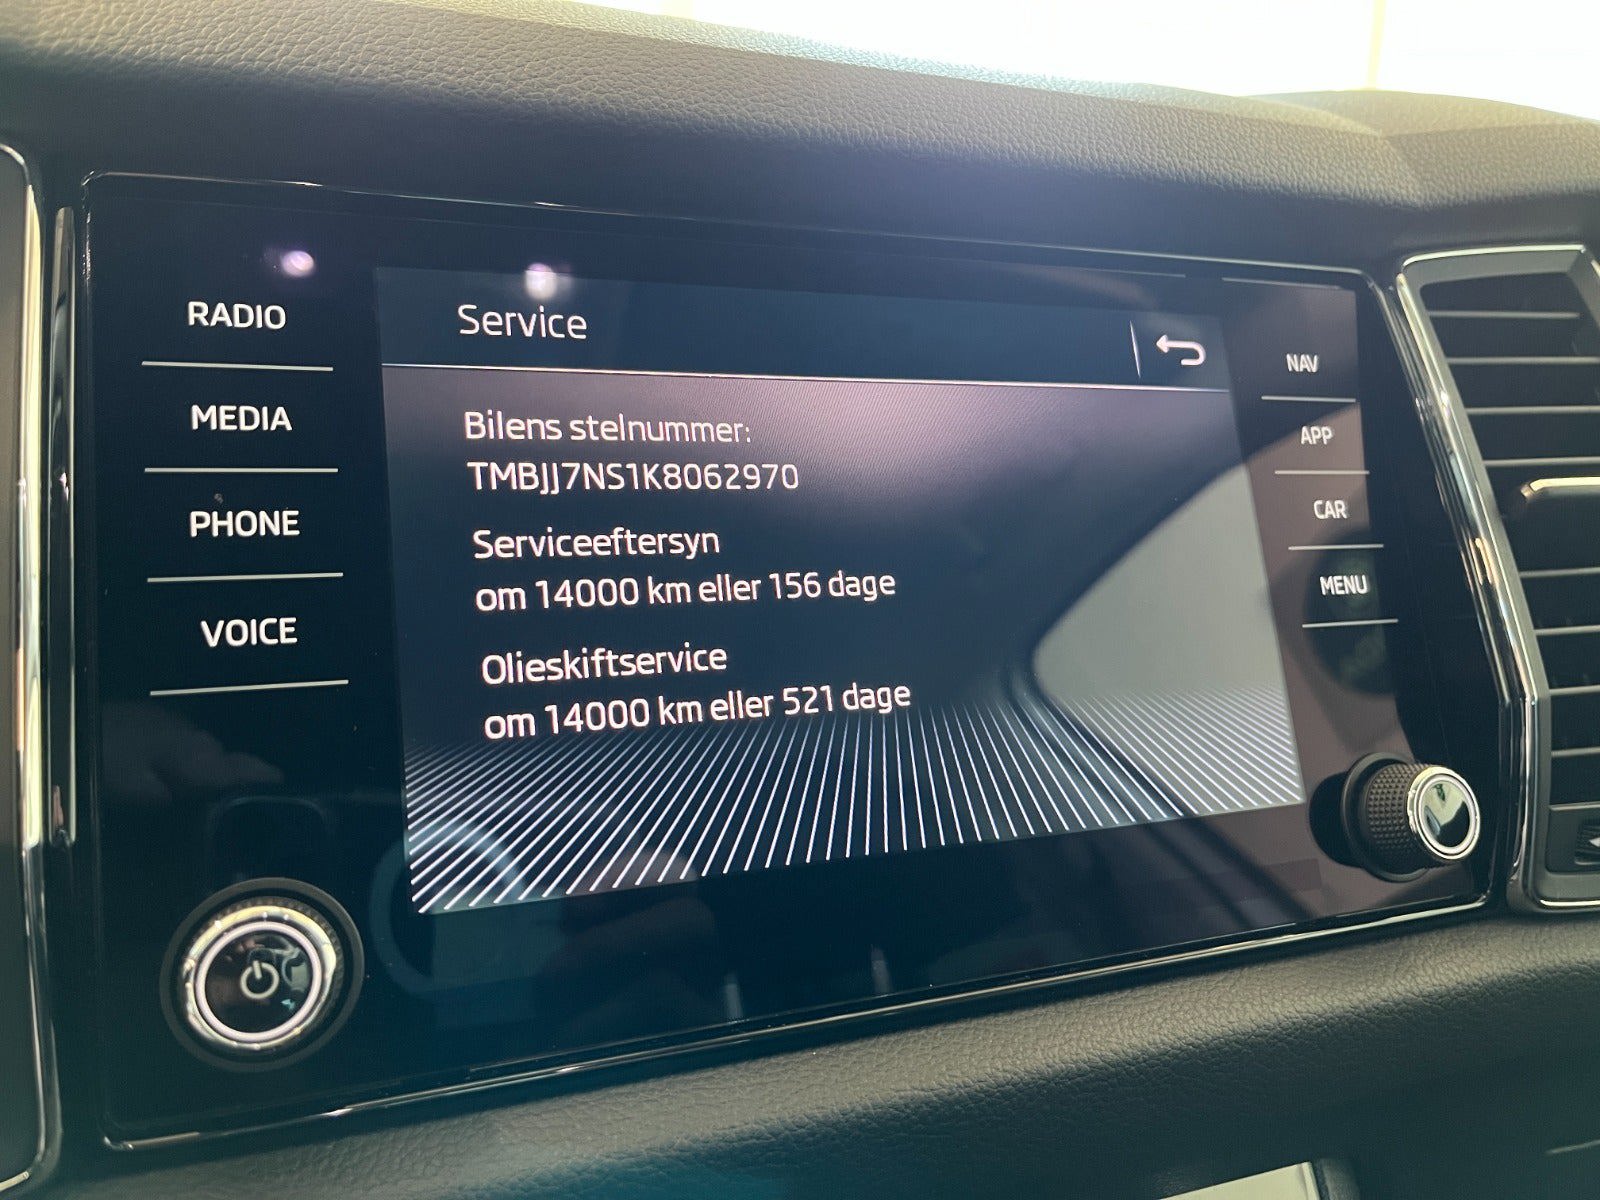 RADIO
MEDIA
PHONE
VOICE
Service
Bilens stelnummer:
TMBJJ7NS1K8062970
Serviceeftersyn
om 14000 km eller 156 dage
Olieskiftservice
om 14000 km eller 521 dage
NAV
APP
CAR
MENU